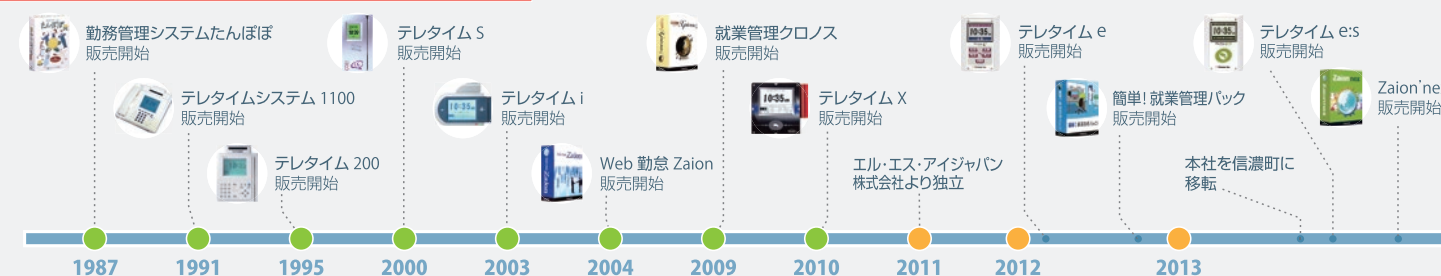 勤務管理システムたんぽぽ
販売開始
テレタイム S
販売開始
就業管理クロノス
販売開始
テレタイム e
販売開始
テレタイム e:s
販売開始
テレタイムシステム 1100
販売開始
テレタイム i
販売開始
テレタイム X
販売開始
簡単! 就業管理パック
販売開始
Zaion'ne
販売開始
テレタイム 200
販売開始
Web 勤怠 Zaion
販売開始
エル・エス・アイジャパン
株式会社より独立
本社を信濃町に
移転
1987 1991 1995 2000 2003 2004 2009 2010 2011 2012 2013